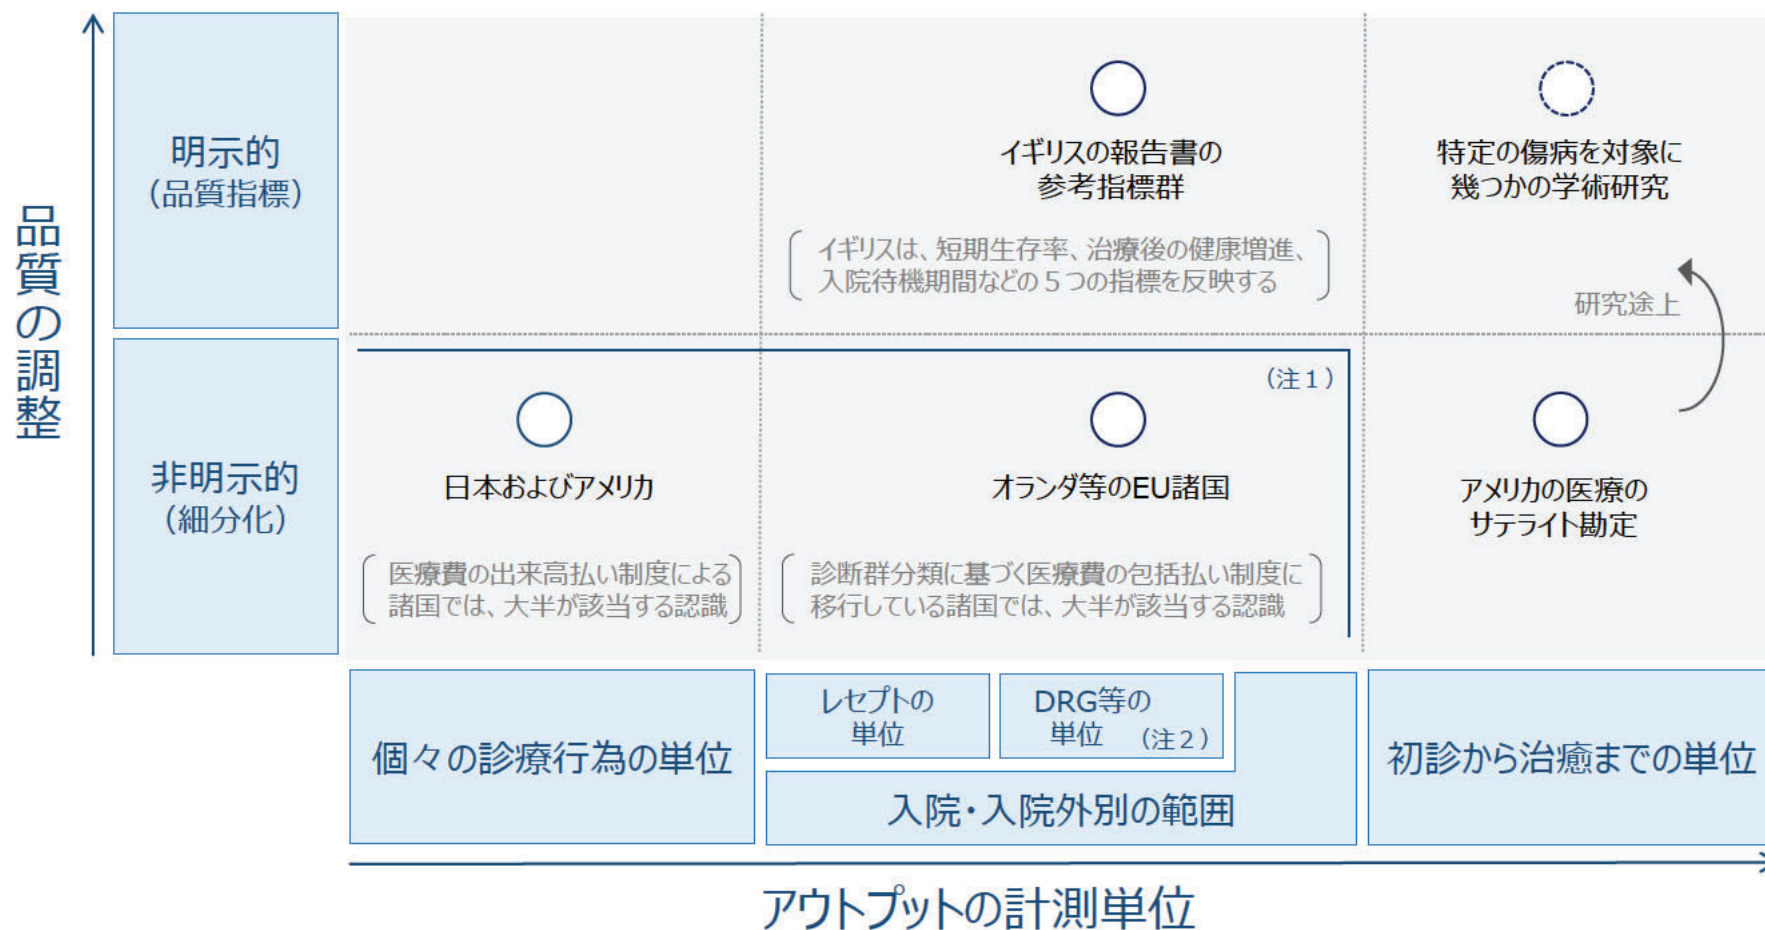 品質の調整
明示的
(品質指標)
イギリスの報告書の
参考指標群
イギリスは、短期生存率、治療後の健康増進、
入院待機期間などの５つの指標を反映する
特定の傷病を対象に
幾つかの学術研究
研究途上
非明示的
(細分化)
日本およびアメリカ
医療費の出来高払い制度による
諸国では、大半が該当する認識
(注１)
オランダ等のEU諸国
診断群分類に基づく医療費の包括払い制度に
移行している諸国では、大半が該当する認識
アメリカの医療の
サテライト勘定
個々の診療行為の単位
レセプトの
単位
DRG等の
単位 (注２)
入院・入院外別の範囲
初診から治癒までの単位
アウトプットの計測単位